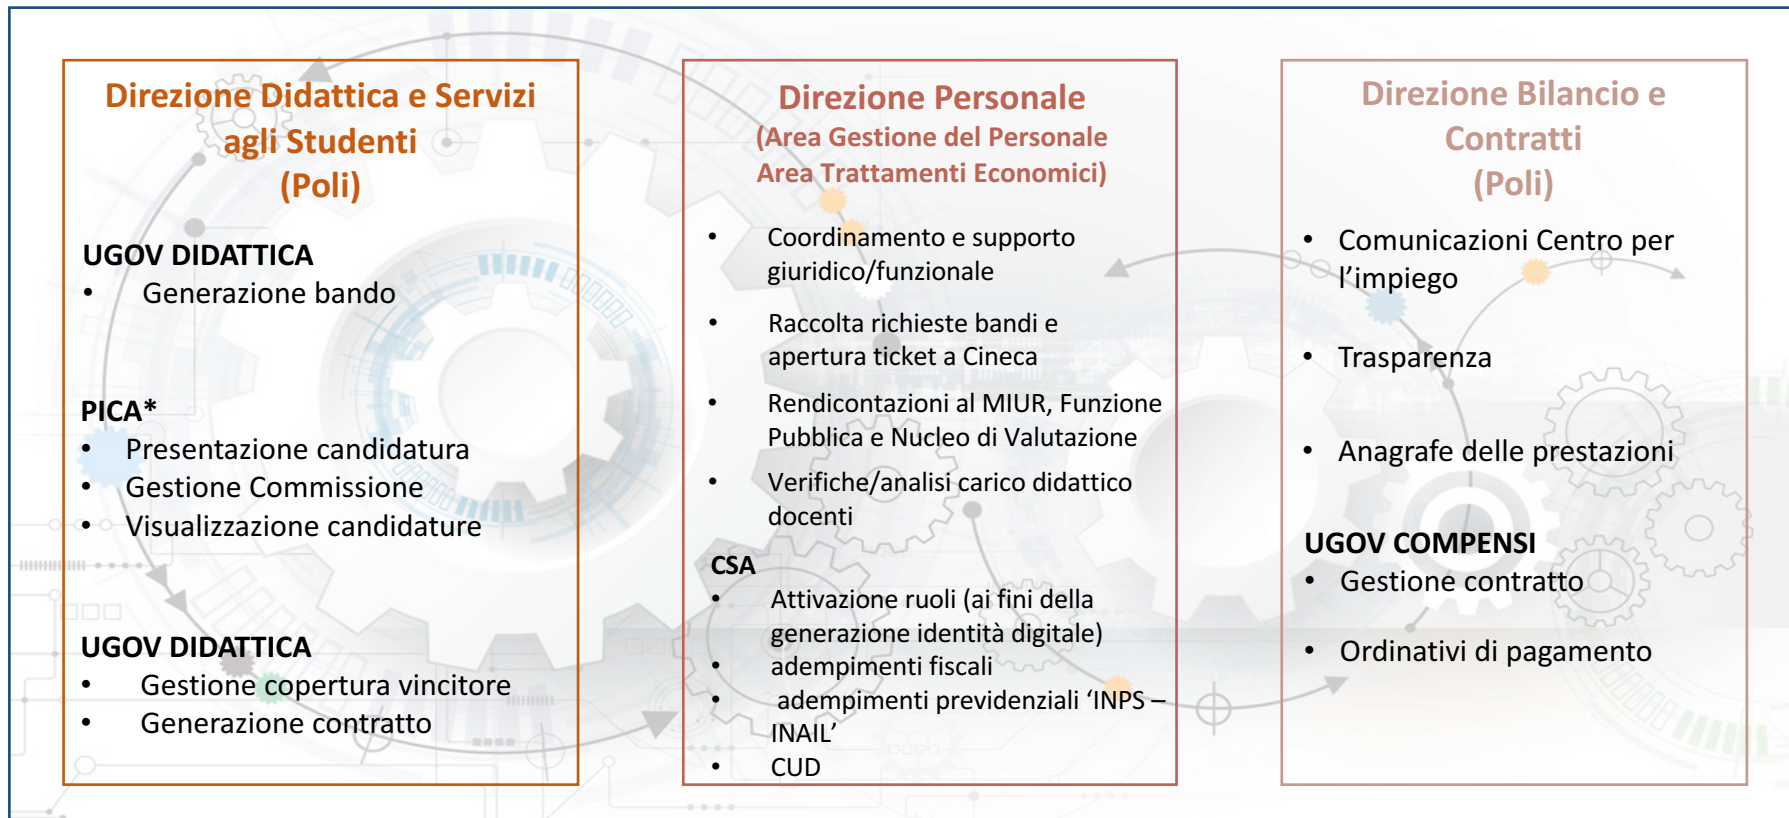 Direzione Didattica e Servizi
agli Studenti
(Poli)
UGOV DIDATTICA
• Generazione bando
PICA*
• Presentazione candidatura
• Gestione Commissione
• Visualizzazione candidature
UGOV DIDATTICA
• Gestione copertura vincitore
• Generazione contratto
Direzione Personale
(Area Gestione del Personale
Area Trattamenti Economici)
• Coordinamento e supporto
giuridico/funzionale
• Raccolta richieste bandi e
apertura ticket a Cineca
• Rendicontazioni al MIUR, Funzione
Pubblica e Nucleo di Valutazione
• Verifiche/analisi carico didattico
docenti
CSA
• Attivazione ruoli (ai fini della
generazione identità digitale)
• adempimenti fiscali
• adempimenti previdenziali ‘INPS –
INAIL’
• CUD
Direzione Bilancio e
Contratti
(Poli)
• Comunicazioni Centro per
l’impiego
• Trasparenza
• Anagrafe delle prestazioni
UGOV COMPENSI
• Gestione contratto
• Ordinativi di pagamento